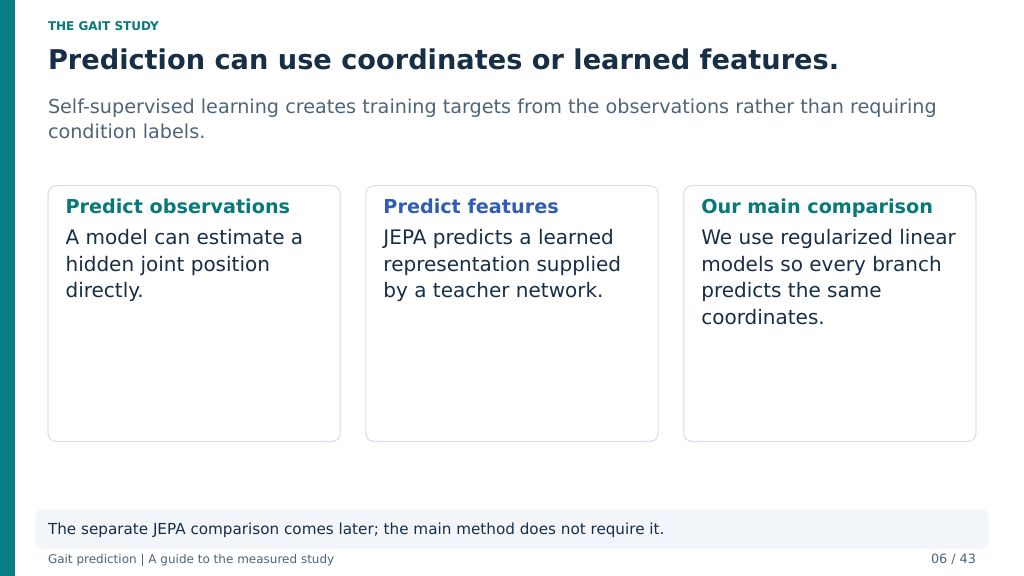 THE GAIT STUDY
Prediction can use coordinates or learned features.
Self-supervised learning creates training targets from the observations rather than requiring
condition labels.
Predict observations
A model can estimate a
hidden joint position
directly.
Predict features
JEPA predicts a learned
representation supplied
by a teacher network.
Our main comparison
We use regularized linear
models so every branch
predicts the same
coordinates.
The separate JEPA comparison comes later; the main method does not require it.
Gait prediction | A guide to the measured study
06 / 43